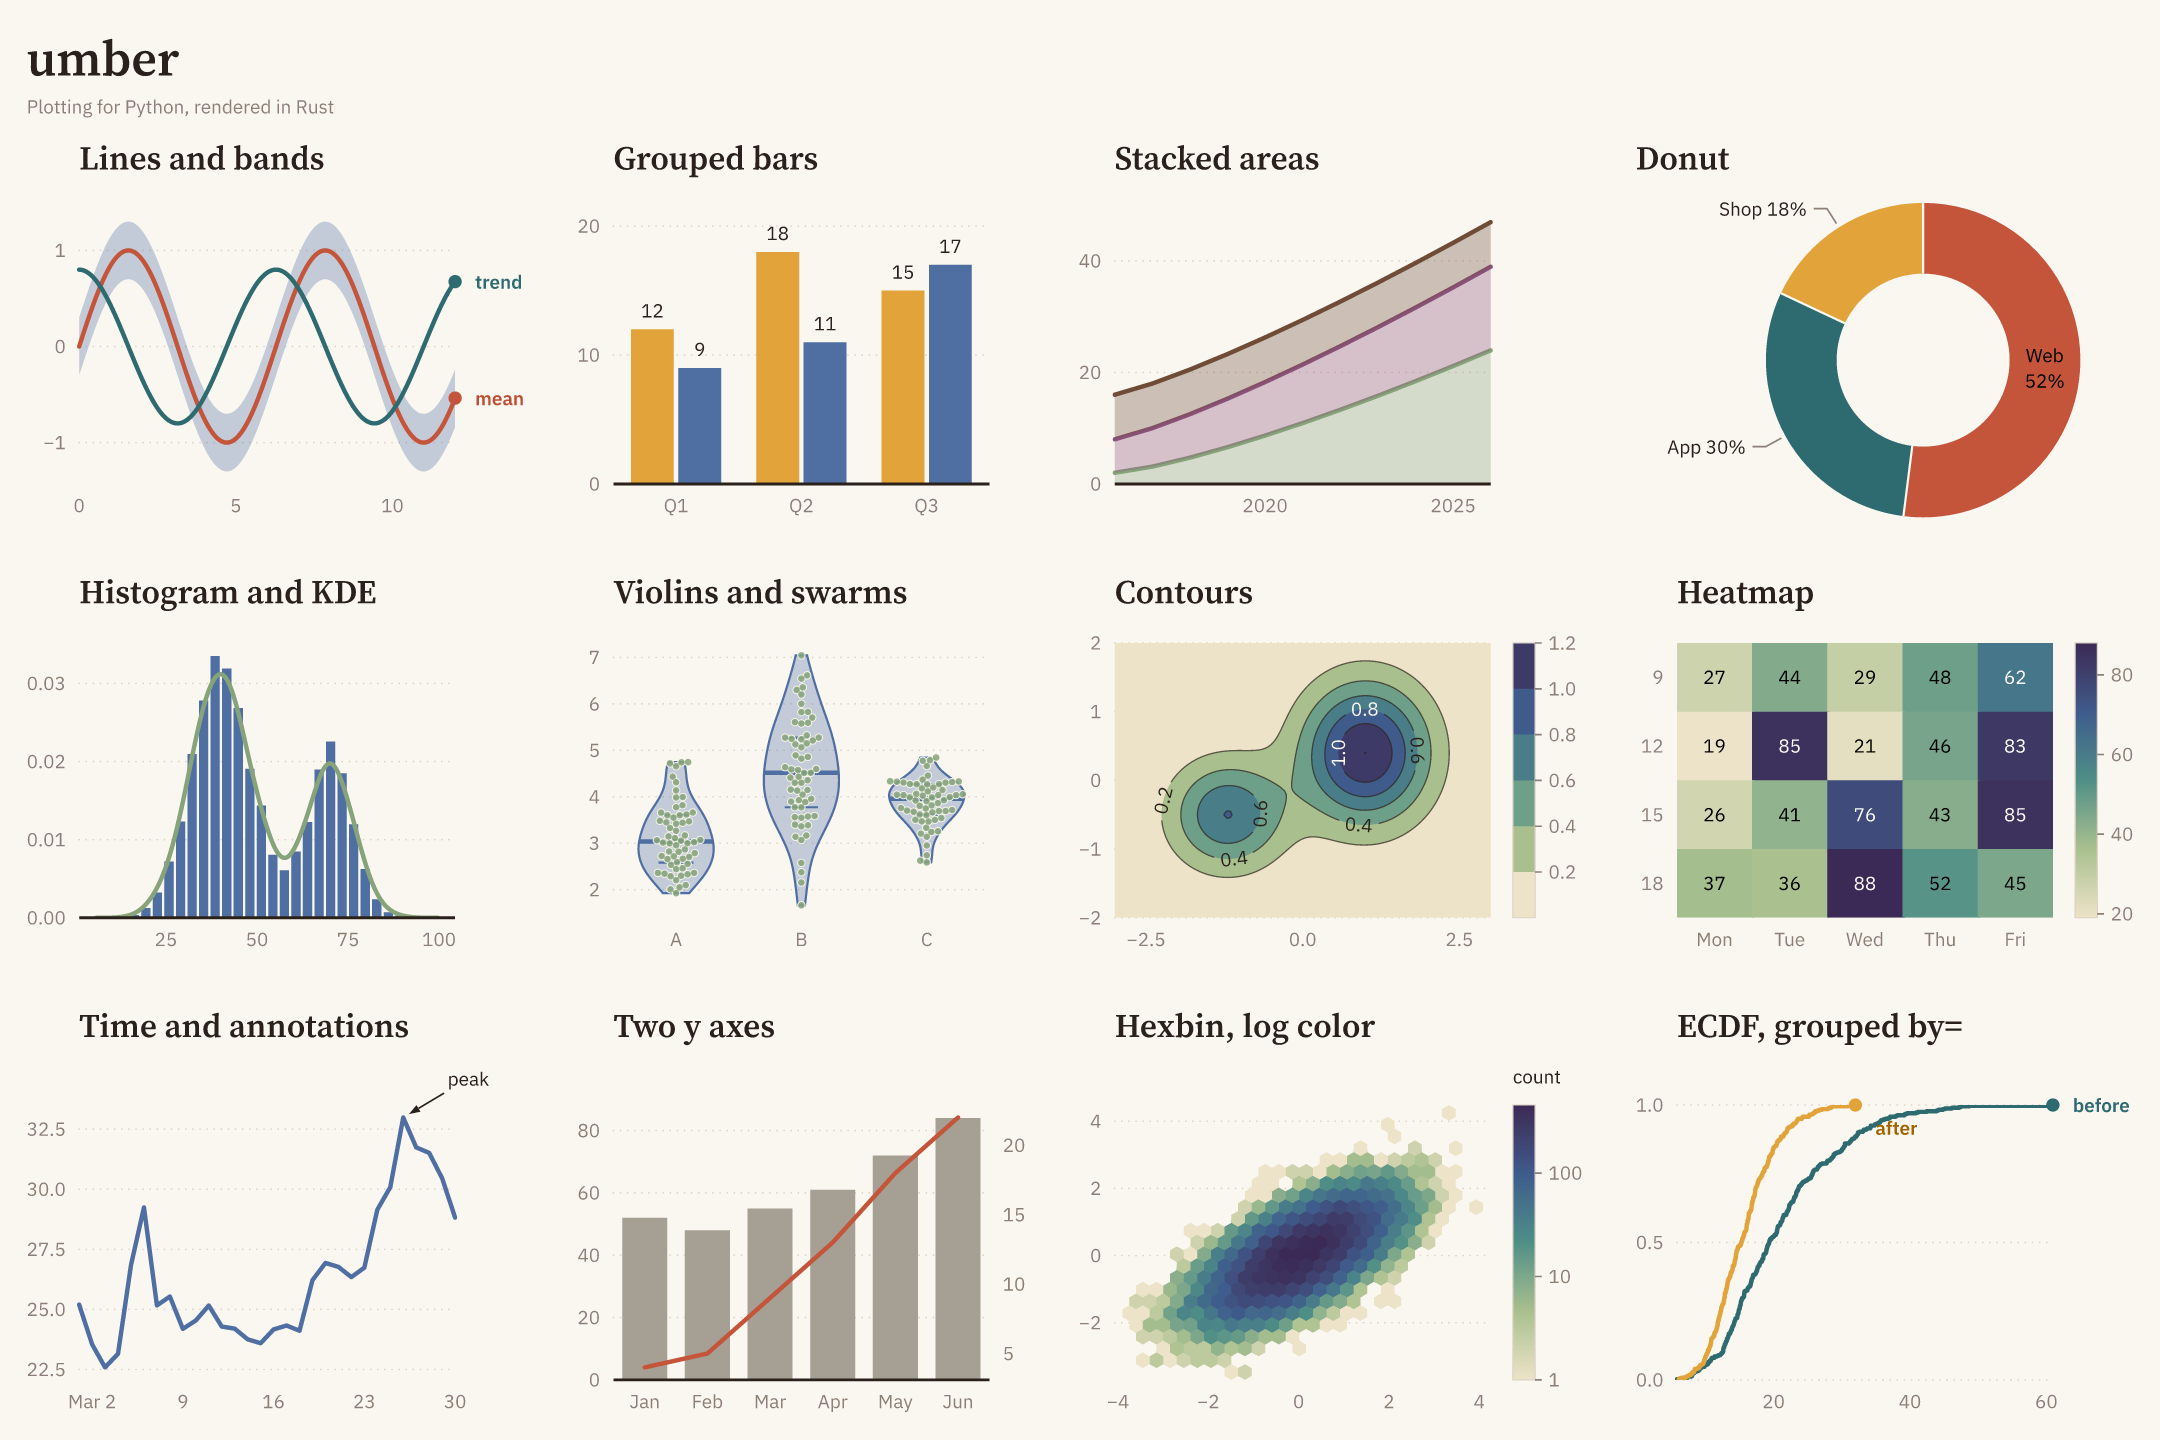 umber
Plotting for Python, rendered in Rust
Lines and bands
1
0
−1
0 5 10
trend
mean
Grouped bars
20
10
0
12 9 18 11 15 17
Q1 Q2 Q3
Stacked areas
40
20
0
2020 2025
Donut
Shop 18%
App 30%
Web
52%
Histogram and KDE
0.03
0.02
0.01
0.00
25 50 75 100
Violins and swarms
7
6
5
4
3
2
A B C
Contours
2
1
0
−1
−2
−2.5 0.0 2.5
0.8
1.0
0.6
0.2
0.6
0.4
0.4
1.2
1.0
0.8
0.6
0.4
0.2
Heatmap
9 27 44 29 48 62
12 19 85 21 46 83
15 26 41 76 43 85
18 37 36 88 52 45
Mon Tue Wed Thu Fri
80
60
40
20
Time and annotations
peak
32.5
30.0
27.5
25.0
22.5
Mar 2 9 16 23 30
Two y axes
80
60
40
20
0
20
15
10
5
Jan Feb Mar Apr May Jun
Hexbin, log color
count
4
2
0
−2
−4 −2 0 2 4
100
10
1
ECDF, grouped by=
1.0
0.5
0.0
before
after
20 40 60